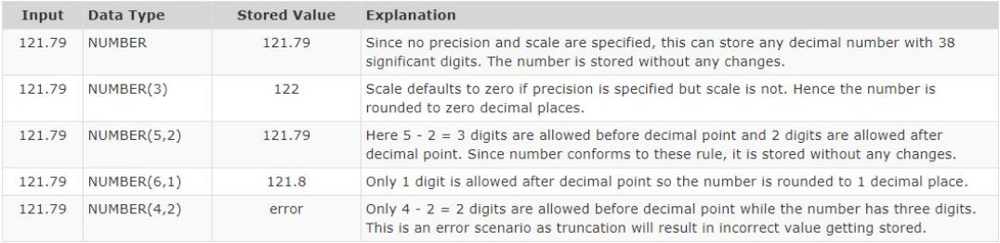 Input Data Type Stored Value Explanation
121.79 NUMBER 121.79 Since no precision and scale are specified, this can store any decimal number with 38
significant digits. The number is stored without any changes.
121.79 NUMBER(3) 122 Scale defaults to zero if precision is specified but scale is not. Hence the number is
rounded to zero decimal places.
121.79 NUMBER(5,2) 121.79 Here 5 - 2 = 3 digits are allowed before decimal point and 2 digits are allowed after
decimal point. Since number conforms to these rule, it is stored without any changes.
121.79 NUMBER(6,1) 121.8 Only 1 digit is allowed after decimal point so the number is rounded to 1 decimal place.
121.79 NUMBER(4,2) error Only 4 - 2 = 2 digits are allowed before decimal point while the number has three digits.
This is an error scenario as truncation will result in incorrect value getting stored.